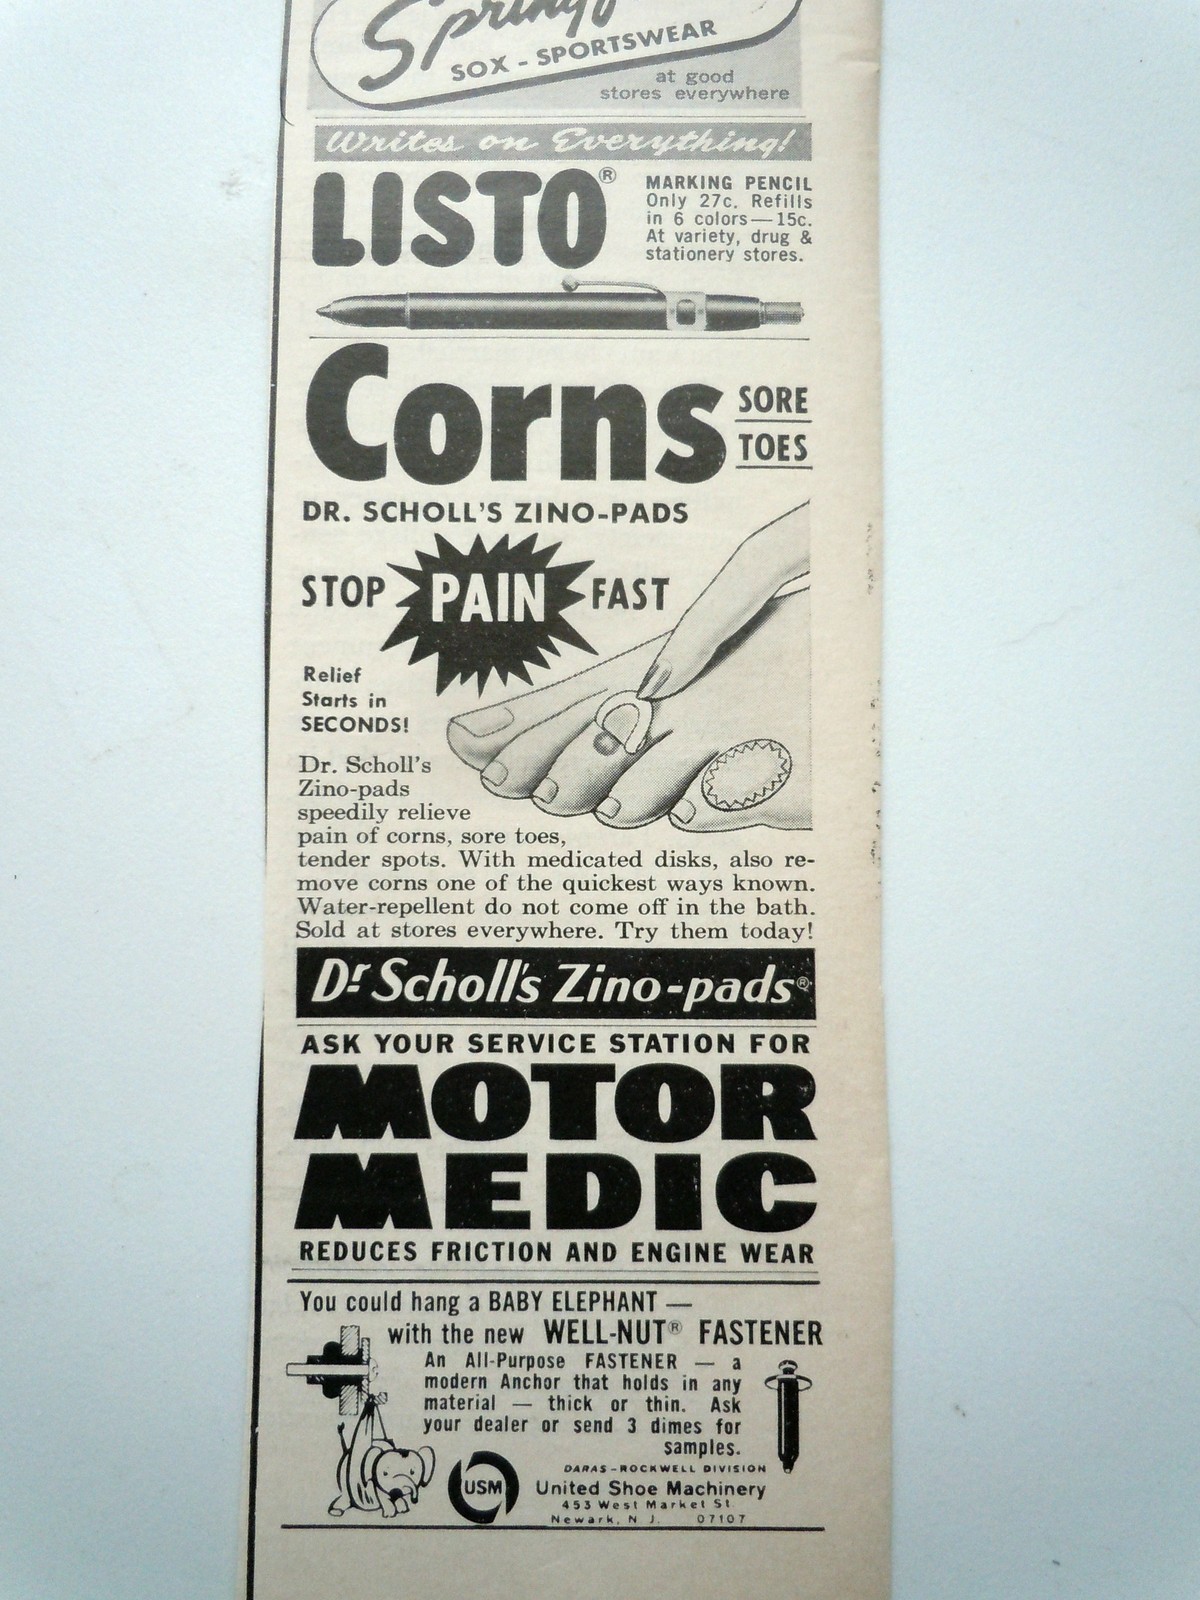 SOX - SPORTSWEAR
at good
stores everywhere
Writes on Everything!
LISTO®
MARKING PENCIL
Only 27c. Refills
in 6 colors—15c.
At variety, drug &
stationery stores.
Corns
SORE
TOES
DR. SCHOLL'S ZINO-PADS
STOP PAIN FAST
Relief
Starts in
SECONDS!
Dr. Scholl's
Zino-pads
speedily relieve
pain of corns, sore toes,
tender spots. With medicated disks, also re-
move corns one of the quickest ways known.
Water-repellent do not come off in the bath.
Sold at stores everywhere. Try them today!
Dr Scholl's Zino-pads®
ASK YOUR SERVICE STATION FOR
MOTOR
MEDIC
REDUCES FRICTION AND ENGINE WEAR
You could hang a BABY ELEPHANT —
with the new WELL-NUT® FASTENER
An All-Purpose FASTENER — a
modern Anchor that holds in any
material — thick or thin. Ask
your dealer or send 3 dimes for
samples.
DARAS-ROCKWELL DIVISION
USM United Shoe Machinery
453 West Market St.
Newark, N J. 07107